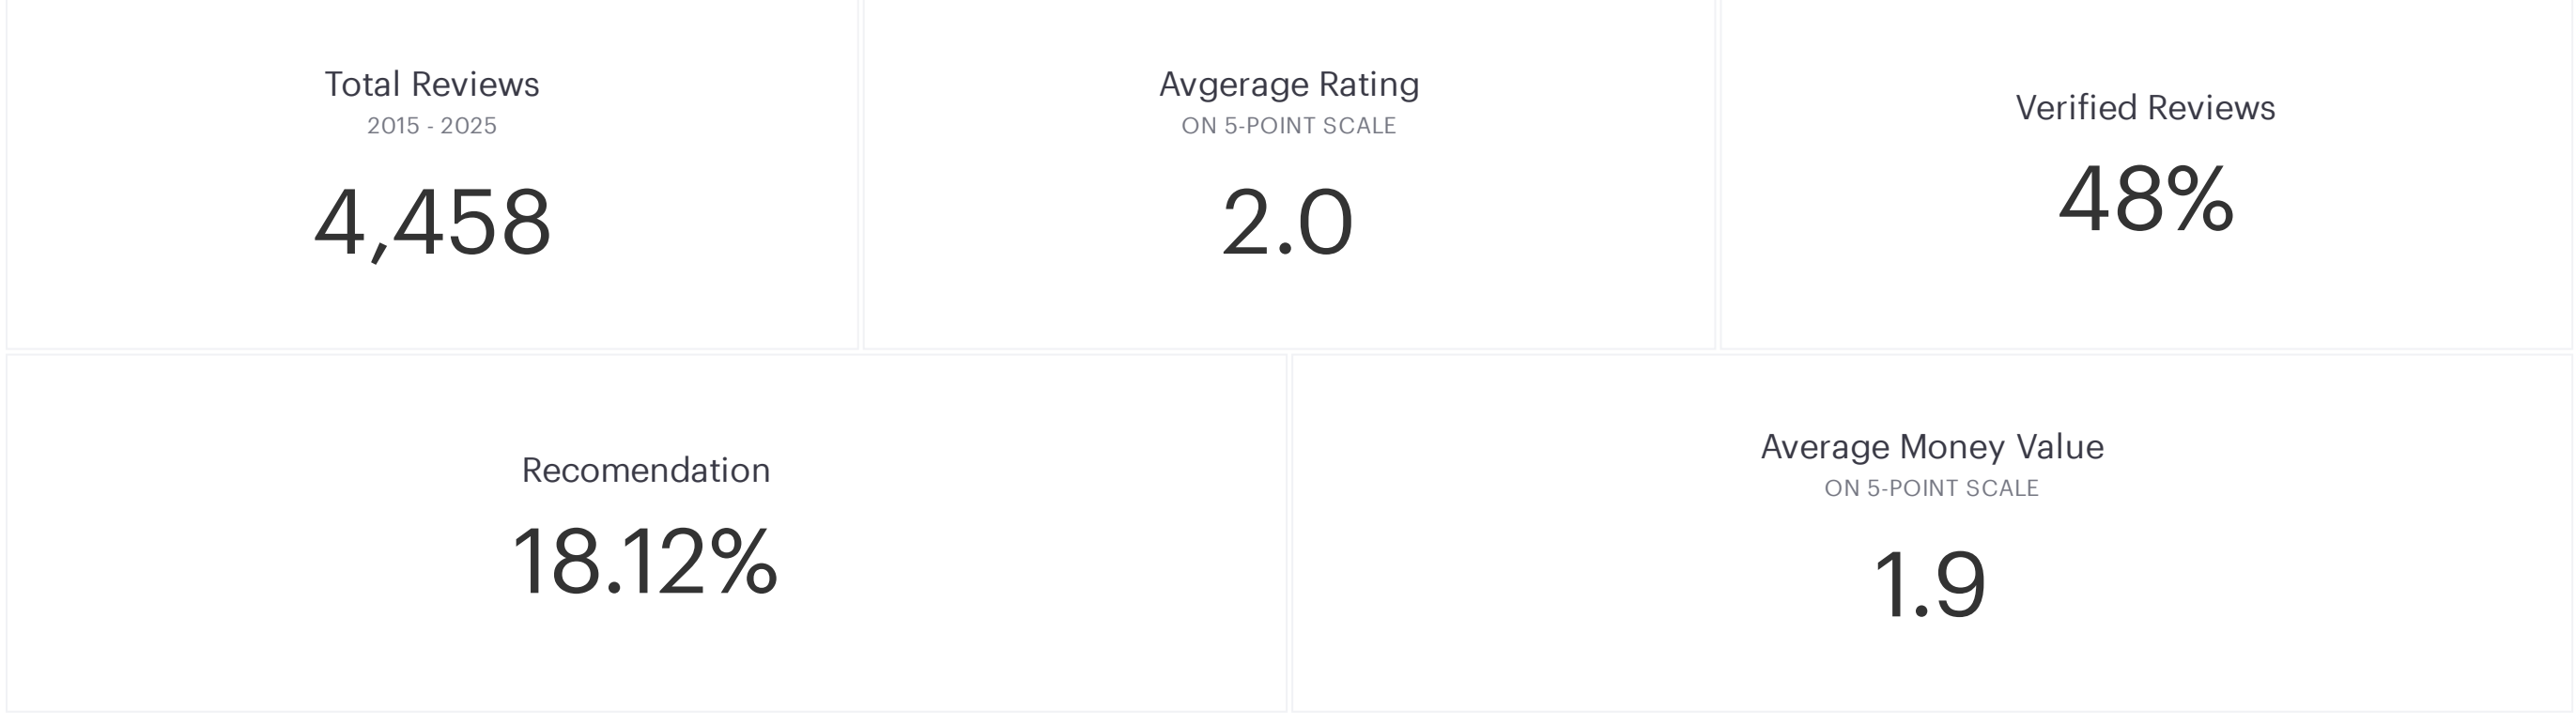 Total Reviews
2015 - 2025
4,458
Avgerage Rating
ON 5-POINT SCALE
2.0
Verified Reviews
48%
Recomendation
18.12%
Average Money Value
ON 5-POINT SCALE
1.9